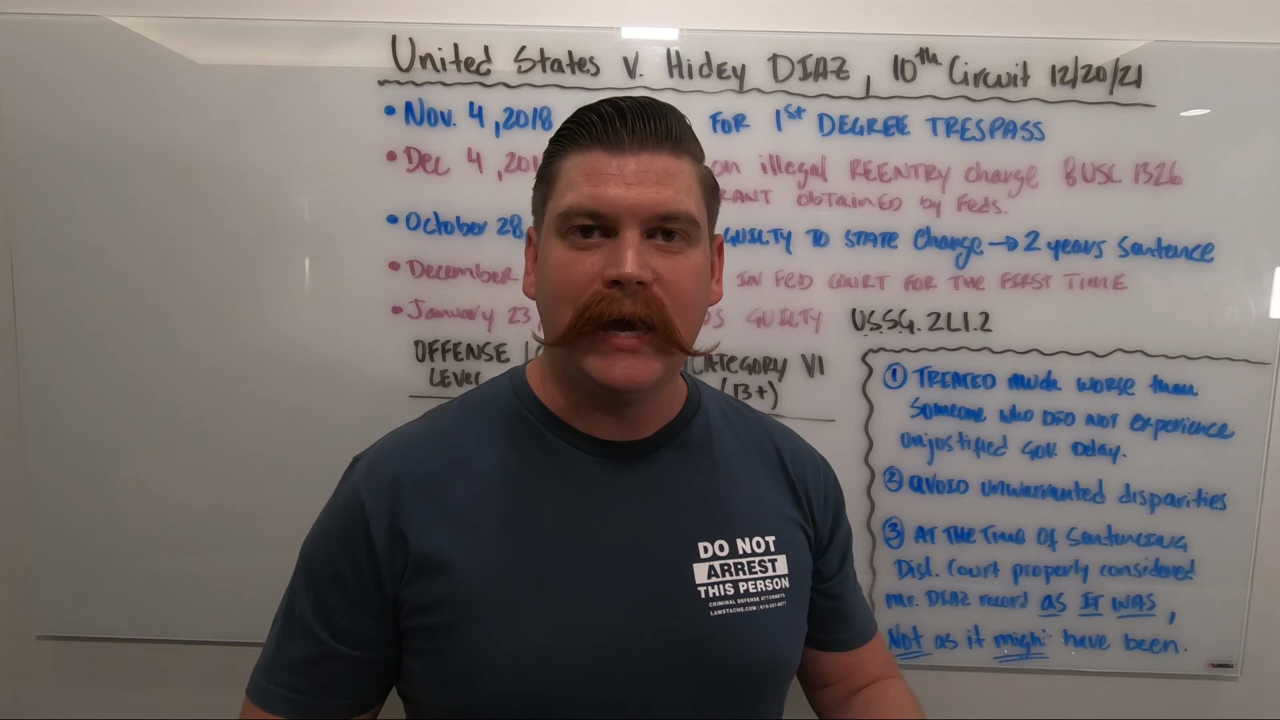 United States v. Hidey DIAZ, 10th Circuit 12/20/21
• Nov. 4, 2018 FOR 1st DEGREE TRESPASS
• Dec 4, 201 on illegal REENTRY charge 8USC 1326
RANT obtained by Feds.
• October 28, GUILTY TO STATE Charge → 2 years Sentence
• December IN FED COURT FOR THE FIRST TIME
• January 23, GUILTY USSG. 2L1.2
OFFENSE CATEGORY VI
LEVEL (13+)
① TREATED much worse than
Someone who DID NOT experience
unjustified Gov. Delay.
② avoid unwarranted disparities
③ AT THE Time Of Sentencing
Dist. Court properly considered
Mr. DIAZ record as IT WAS,
Not as it might have been.
DO NOT
ARREST
THIS PERSON
CRIMINAL DEFENSE ATTORNEYS